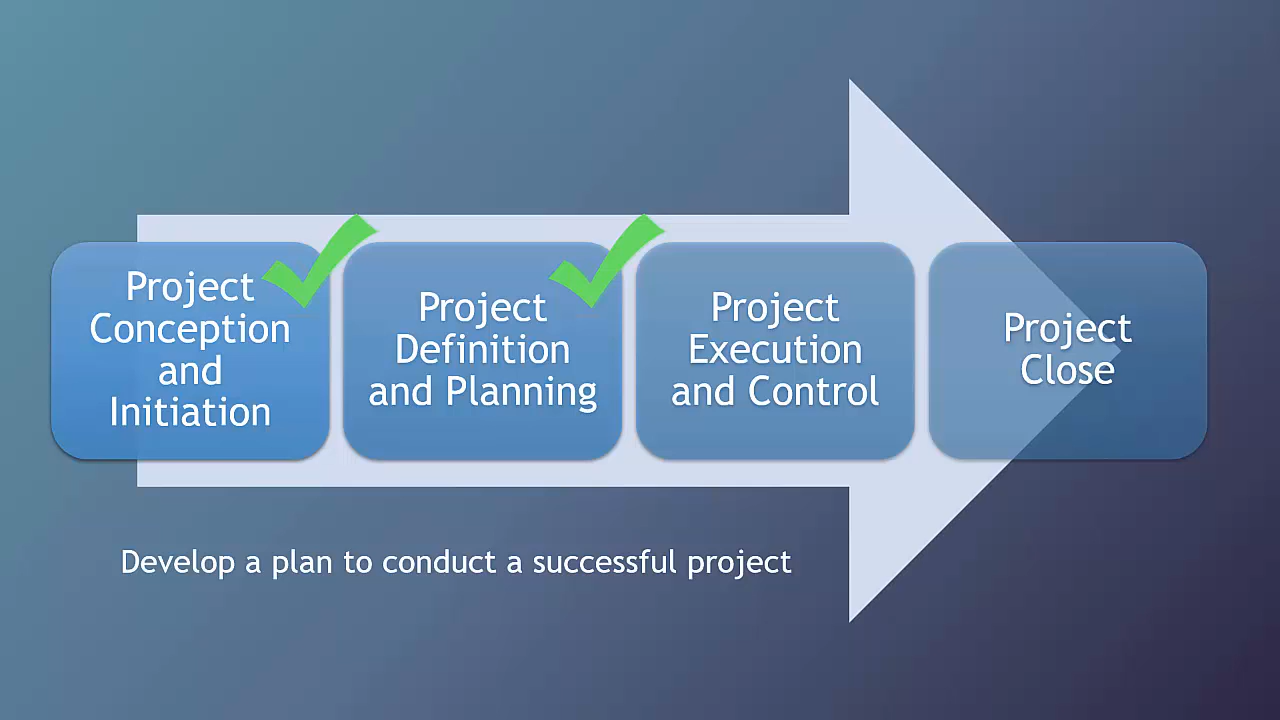 Project
Conception
and
Initiation
Project
Definition
and Planning
Project
Execution
and Control
Project
Close
Develop a plan to conduct a successful project